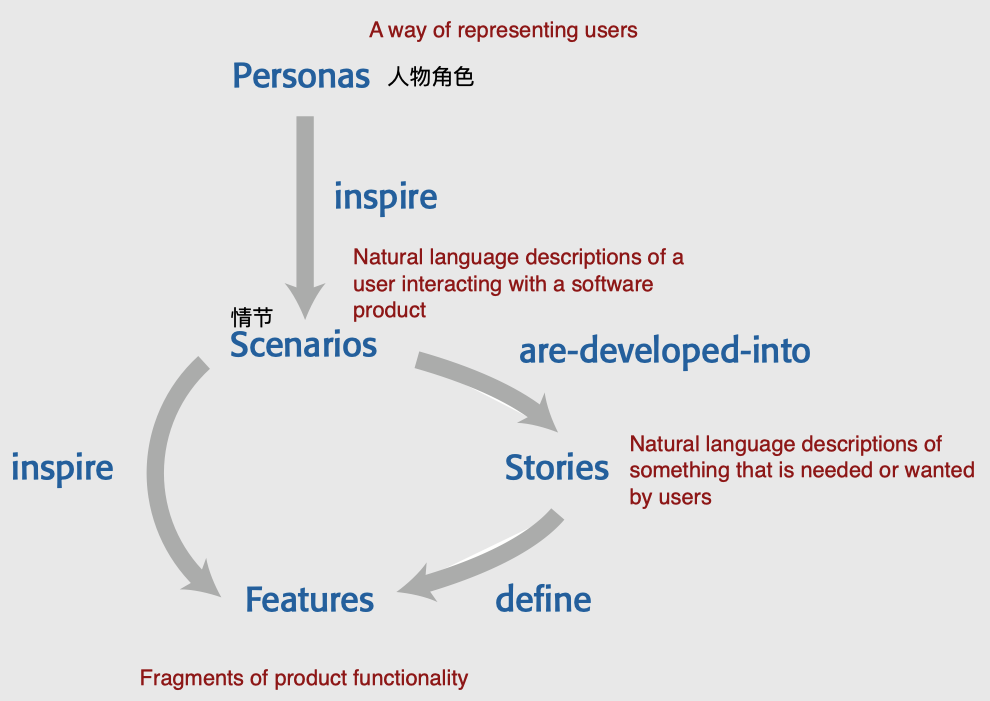 A way of representing users
Personas 人物角色
inspire
Natural language descriptions of a
user interacting with a software
product
情节
Scenarios
are-developed-into
inspire
Stories
Natural language descriptions of
something that is needed or wanted
by users
Features
define
Fragments of product functionality